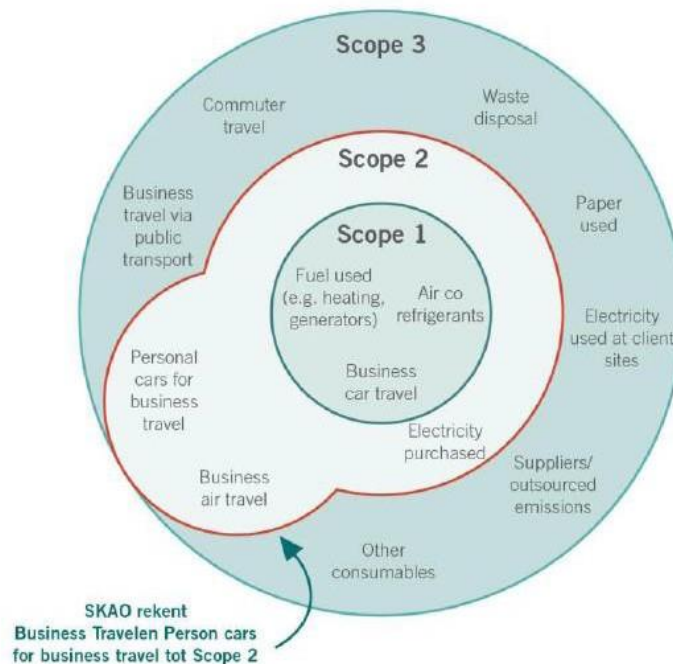 Scope 3
Commuter
travel
Waste
disposal
Scope 2
Business
travel via
public
transport
Paper
used
Scope 1
Fuel used
(e.g. heating,
generators)
Air co
refrigerants
Electricity
used at client
sites
Personal
cars for
business
travel
Business
car travel
Electricity
purchased
Business
air travel
Suppliers/
outsourced
emissions
Other
consumables
SKAO rekent
Business Travelen Person cars
for business travel tot Scope 2